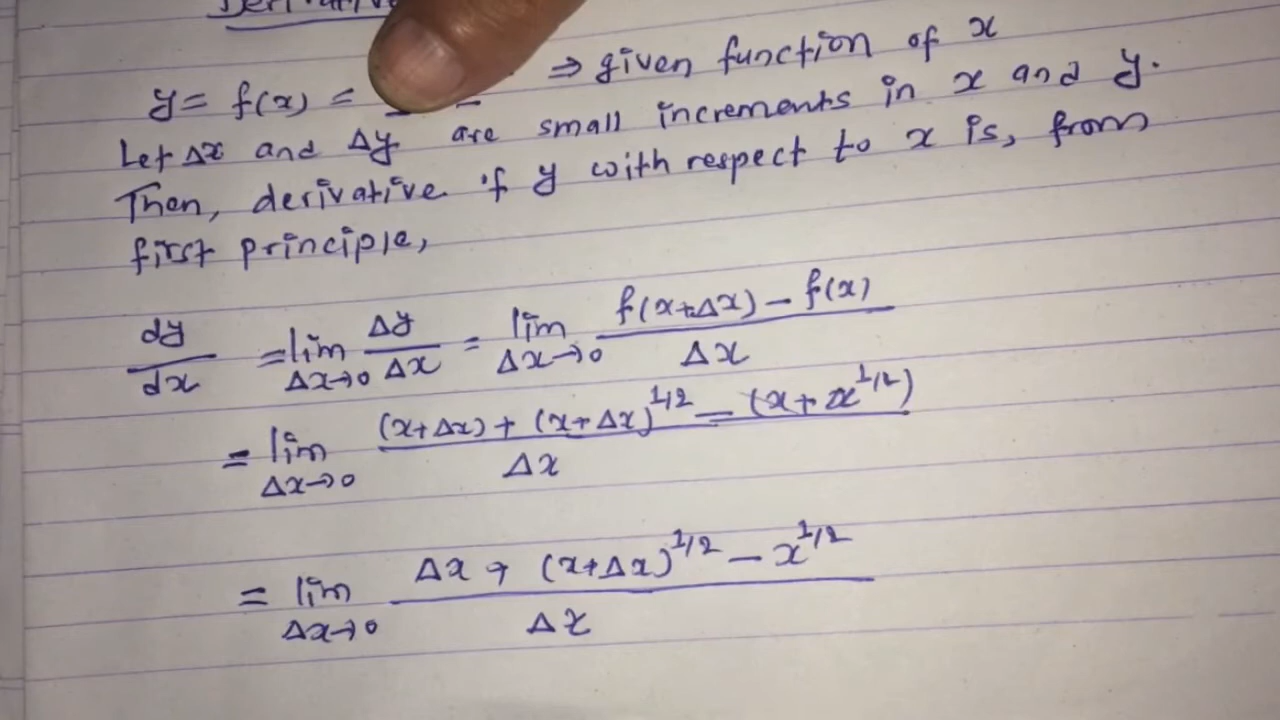 y = f(x) = ⇒ given function of x
Let Δx and Δy are small increments in x and y.
Then, derivative of y with respect to x is, from
first principle,
dy/dx = lim Δx→0 Δy/Δx = lim Δx→0 f(x+Δx) - f(x) / Δx
= lim Δx→0 (x+Δx) + (x+Δx)^1/2 - (x+x^1/2) / Δx
= lim Δx→0 Δx + (x+Δx)^1/2 - x^1/2 / Δx